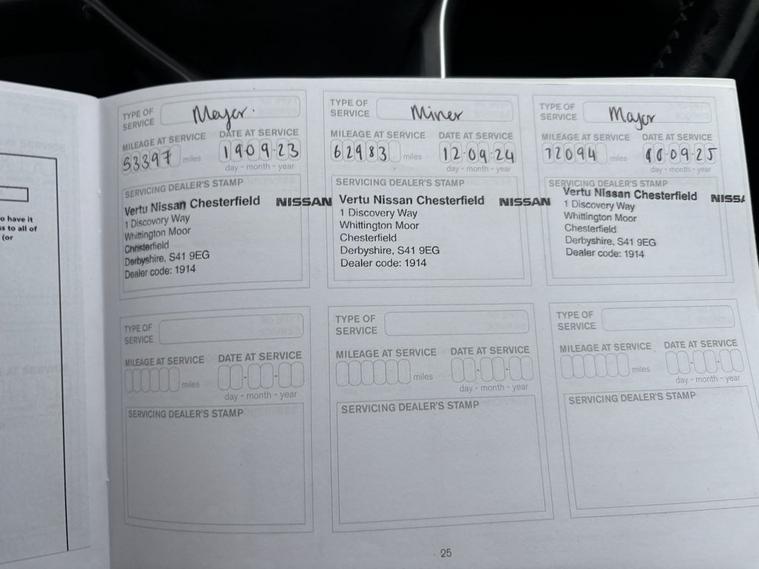 o have it
s to all of
(or
TYPE OF SERVICE Major.
MILEAGE AT SERVICE DATE AT SERVICE
53397 miles 19 09 23
day - month - year
SERVICING DEALER'S STAMP
Vertu Nissan Chesterfield NISSAN
1 Discovery Way
Whittington Moor
Chesterfield
Derbyshire, S41 9EG
Dealer code: 1914
TYPE OF SERVICE Minor
MILEAGE AT SERVICE DATE AT SERVICE
62983 miles 12-09-24
day - month - year
SERVICING DEALER'S STAMP
Vertu Nissan Chesterfield NISSAN
1 Discovery Way
Whittington Moor
Chesterfield
Derbyshire, S41 9EG
Dealer code: 1914
TYPE OF SERVICE Major
MILEAGE AT SERVICE DATE AT SERVICE
72094 miles 09-25
day - month - year
SERVICING DEALER'S STAMP
Vertu Nissan Chesterfield NISSA
1 Discovery Way
Whittington Moor
Chesterfield
Derbyshire, S41 9EG
Dealer code: 1914
TYPE OF SERVICE
MILEAGE AT SERVICE DATE AT SERVICE
miles
day - month - year
SERVICING DEALER'S STAMP
TYPE OF SERVICE
MILEAGE AT SERVICE DATE AT SERVICE
miles
day - month - year
SERVICING DEALER'S STAMP
TYPE OF SERVICE
MILEAGE AT SERVICE DATE AT SERVICE
miles
day - month - year
SERVICING DEALER'S STAMP
25